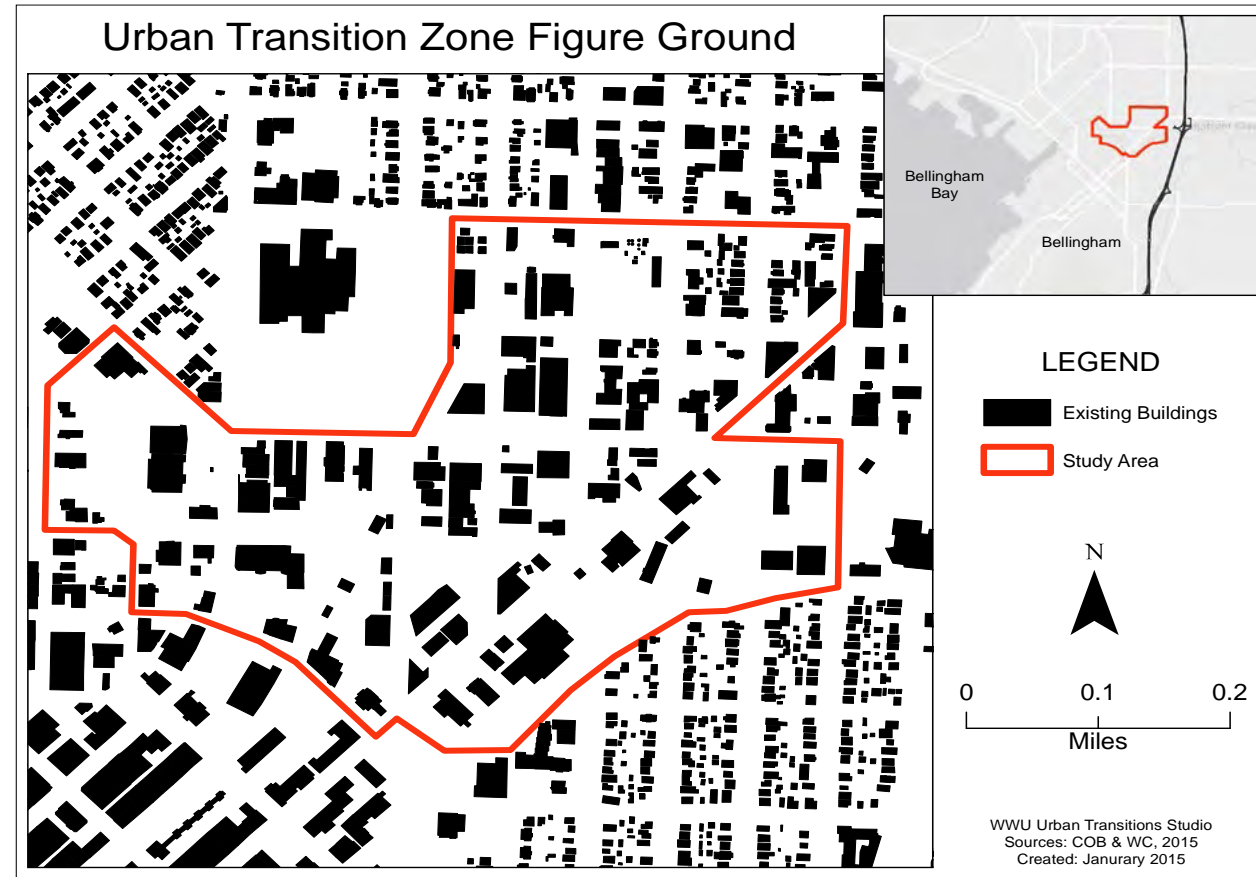 Urban Transition Zone Figure Ground
Bellingham
Bay
Bellingham
LEGEND
Existing Buildings
Study Area
N
0 0.1 0.2
Miles
WWU Urban Transitions Studio
Sources: COB & WC, 2015
Created: Janurary 2015